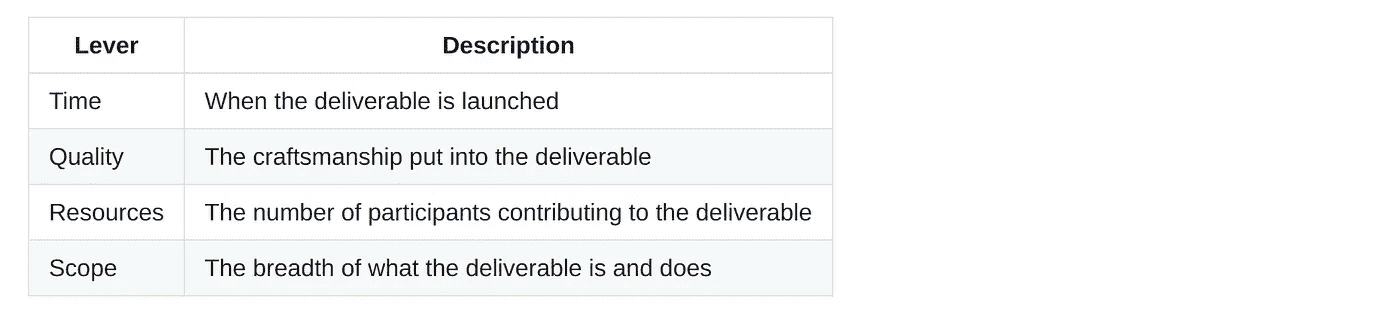 Lever Description
Time When the deliverable is launched
Quality The craftsmanship put into the deliverable
Resources The number of participants contributing to the deliverable
Scope The breadth of what the deliverable is and does